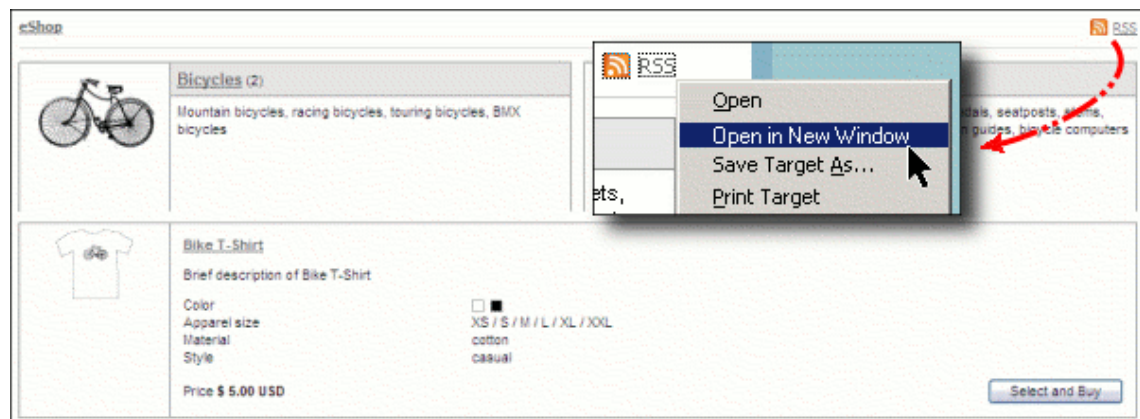 eShop
RSS
Bicycles (2)
Mountain bicycles, racing bicycles, touring bicycles, BMX
bicycles
seatposts, stems,
guides, bicycle computers
RSS
Open
Open in New Window
Save Target As...
Print Target
Bike T-Shirt
Brief description of Bike T-Shirt
Color
Apparel size XS / S / M / L / XL / XXL
Material cotton
Style casual
Price $ 5.00 USD
Select and Buy